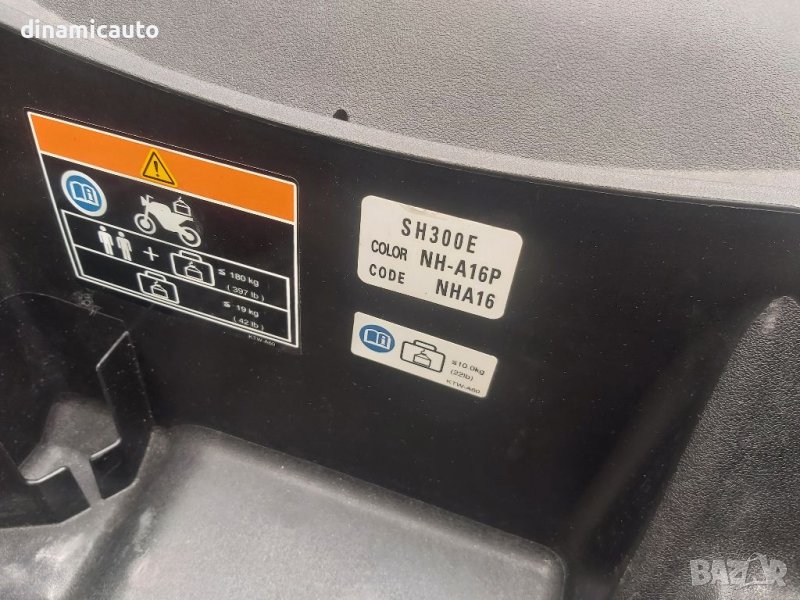 dinamicauto
≤ 180 kg
(397 lb)
≤ 19 kg
(42 lb)
KTW-A60
SH300E
COLOR NH-A16P
CODE NHA16
≤10.0kg
(22lb)
KTW-A60
BAZAR